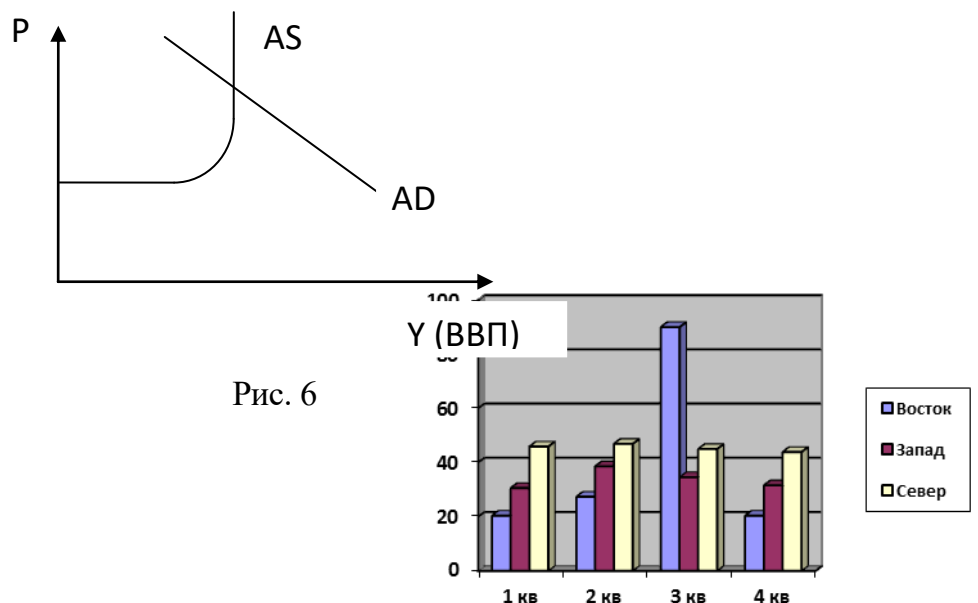 P
AS
AD
Y (ВВП)
Рис. 6
100
80
60
40
20
0
1 кв
2 кв
3 кв
4 кв
Восток
Запад
Север